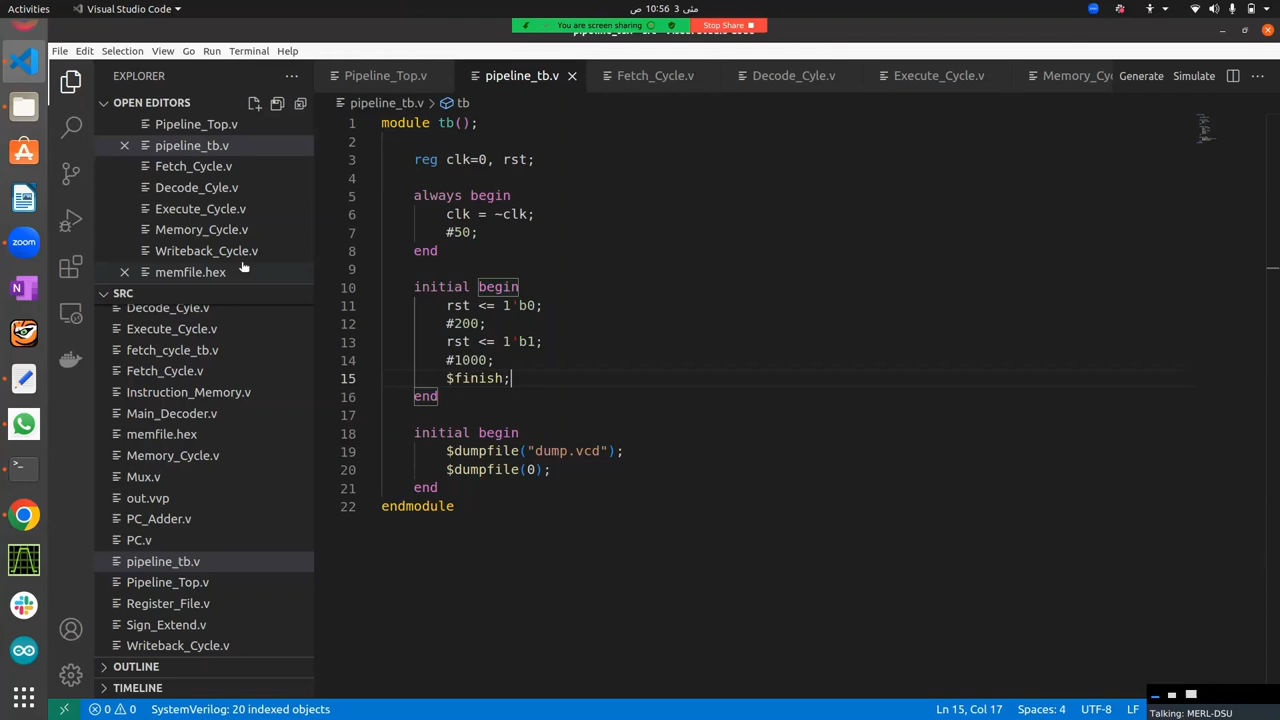 Activities
Visual Studio Code
ص 10:56 3 مئی
You are screen sharing
Stop Share
File Edit Selection View Go Run Terminal Help
EXPLORER
Pipeline_Top.v
pipeline_tb.v
Fetch_Cycle.v
Decode_Cyle.v
Execute_Cycle.v
Memory_Cyc
Generate
Simulate
OPEN EDITORS
Pipeline_Top.v
pipeline_tb.v
Fetch_Cycle.v
Decode_Cyle.v
Execute_Cycle.v
Memory_Cycle.v
Writeback_Cycle.v
memfile.hex
SRC
Decode_Cyle.v
Execute_Cycle.v
fetch_cycle_tb.v
Fetch_Cycle.v
Instruction_Memory.v
Main_Decoder.v
memfile.hex
Memory_Cycle.v
Mux.v
out.vvp
PC_Adder.v
PC.v
pipeline_tb.v
Pipeline_Top.v
Register_File.v
Sign_Extend.v
Writeback_Cycle.v
OUTLINE
TIMELINE
pipeline_tb.v > tb
1 module tb();
2
3 reg clk=0, rst;
4
5 always begin
6 clk = ~clk;
7 #50;
8 end
9
10 initial begin
11 rst <= 1'b0;
12 #200;
13 rst <= 1'b1;
14 #1000;
15 $finish;
16 end
17
18 initial begin
19 $dumpfile("dump.vcd");
20 $dumpfile(0);
21 end
22 endmodule
zoom
0 0 SystemVerilog: 20 indexed objects
Ln 15, Col 17 Spaces: 4 UTF-8 LF
Talking: MERL-DSU